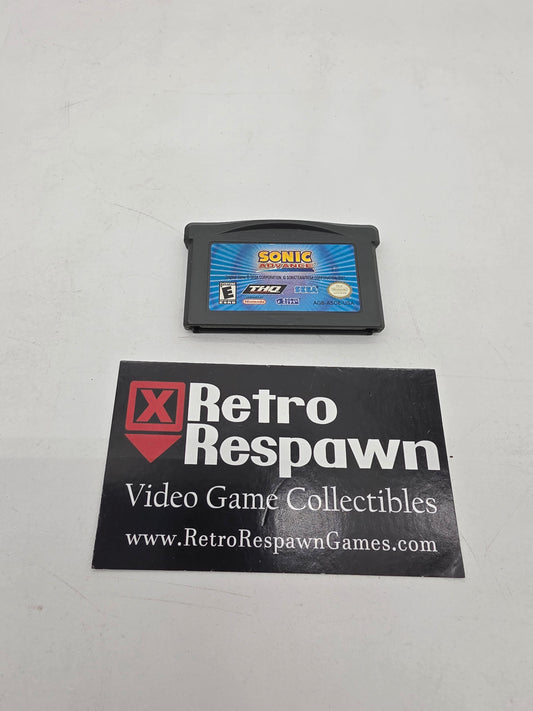 SONIC
ADVANCE
E
THQ
SEGA
Nintendo
X Retro
Respawn
Video Game Collectibles
www.RetroRespawnGames.com